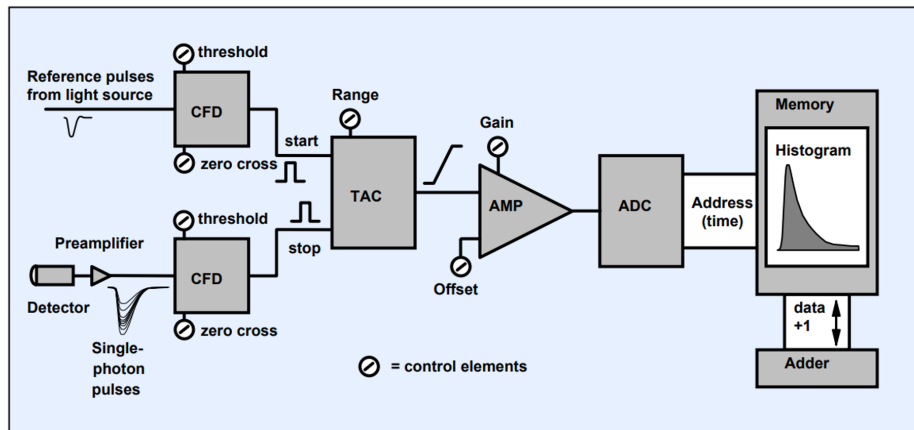 Reference pulses
from light source
threshold
CFD
zero cross
start
Range
TAC
stop
threshold
Preamplifier
CFD
Detector
zero cross
Single-
photon
pulses
Gain
AMP
Offset
ADC
Address
(time)
Memory
Histogram
data
+1
Adder
= control elements